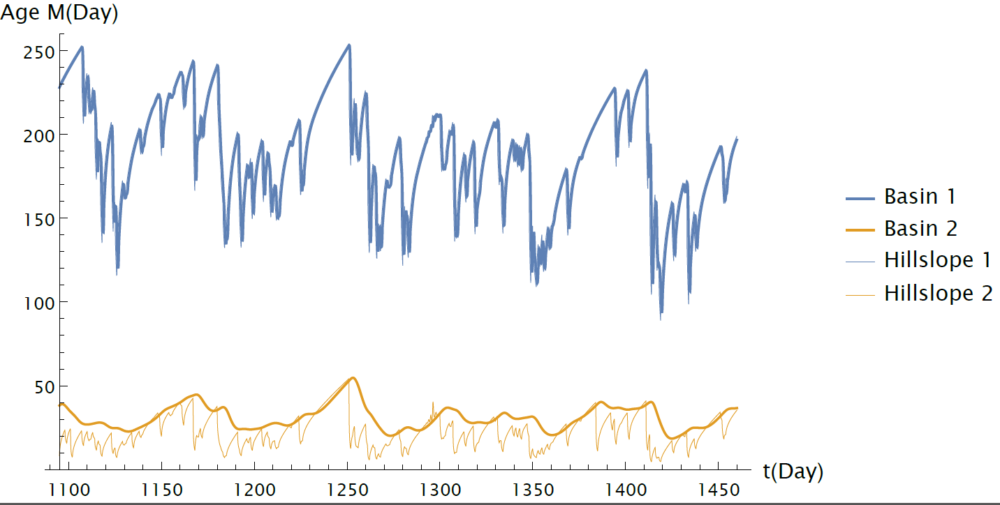 Age M(Day)
250
200
150
100
50
1100 1150 1200 1250 1300 1350 1400 1450
t(Day)
Basin 1
Basin 2
Hillslope 1
Hillslope 2